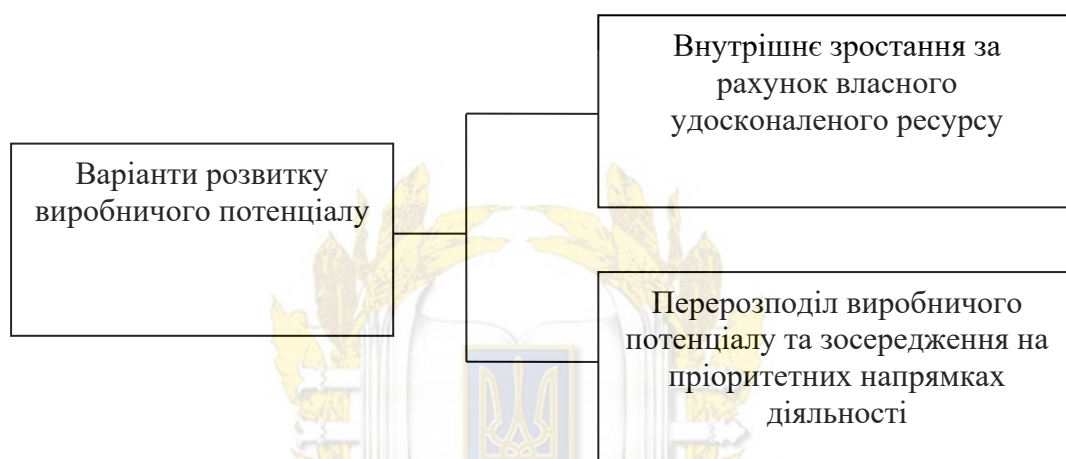 Внутрішнє зростання за
рахунок власного
удосконаленого ресурсу
Варіанти розвитку
виробничого потенціалу
Перерозподіл виробничого
потенціалу та зосередження на
пріоритетних напрямках
діяльності